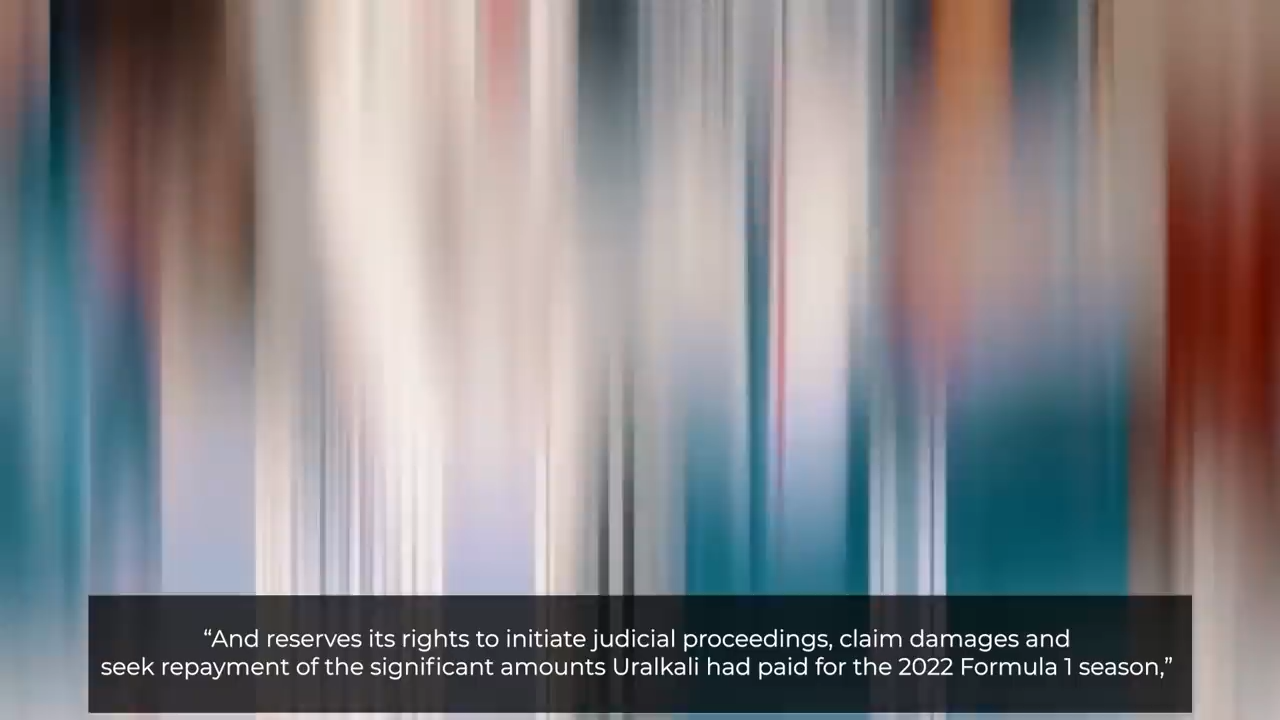 “And reserves its rights to initiate judicial proceedings, claim damages and
seek repayment of the significant amounts Uralkali had paid for the 2022 Formula 1 season,”